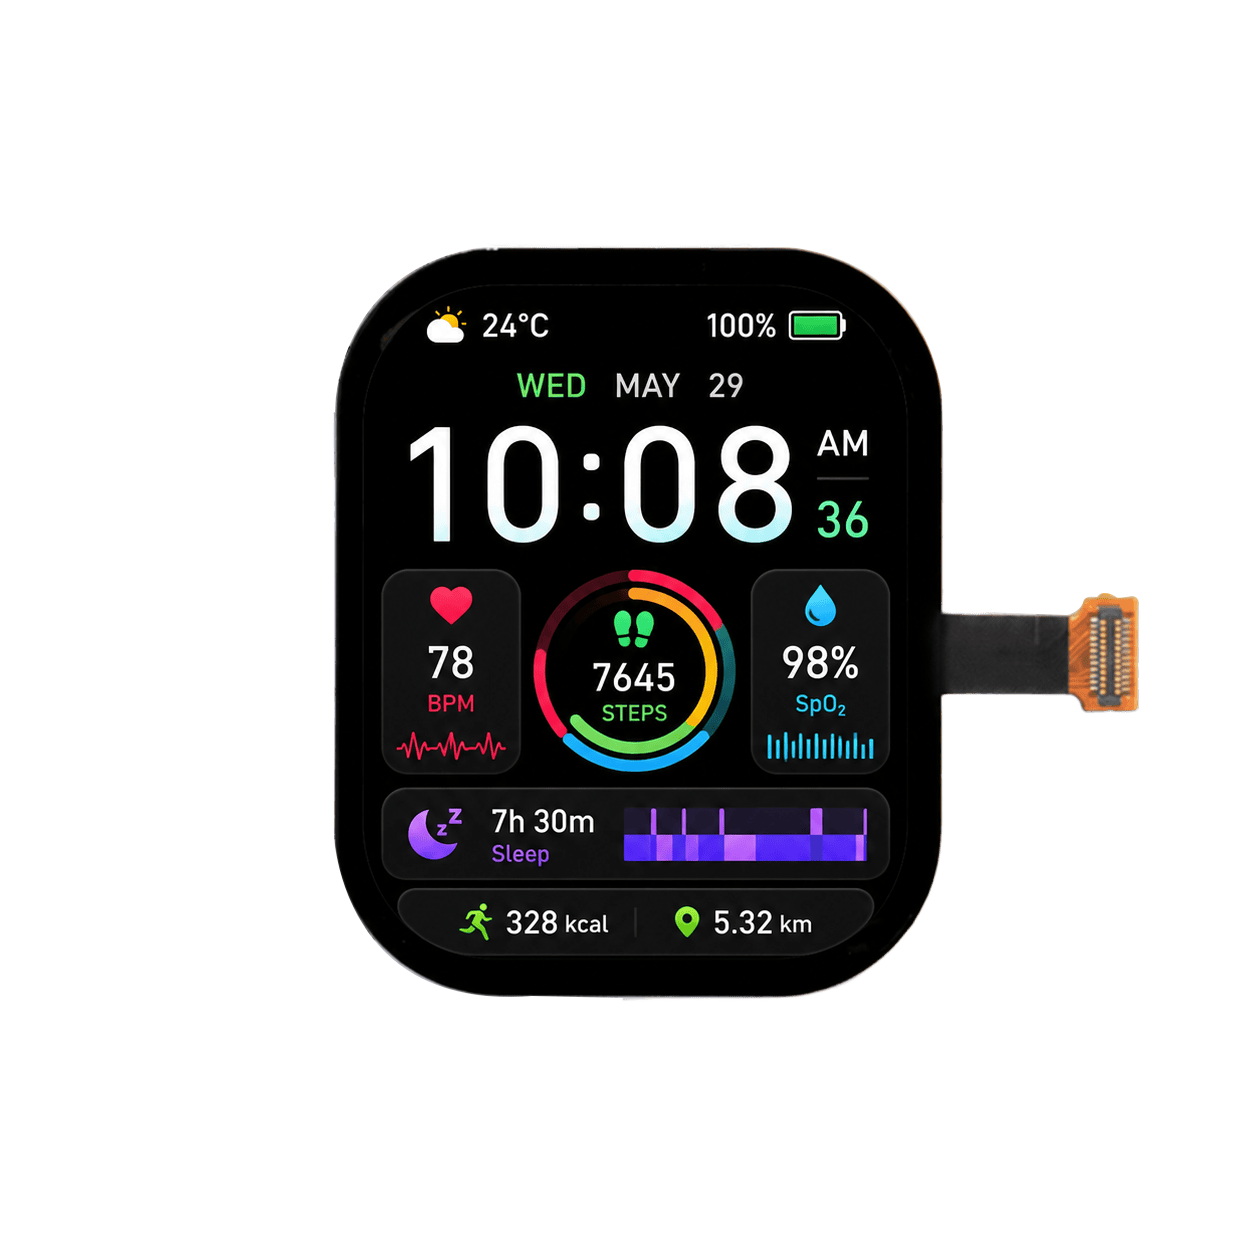 24°C 100%
WED MAY 29
10:08 AM
36
78
BPM
7645
STEPS
98%
SpO₂
z z
7h 30m
Sleep
328 kcal 5.32 km